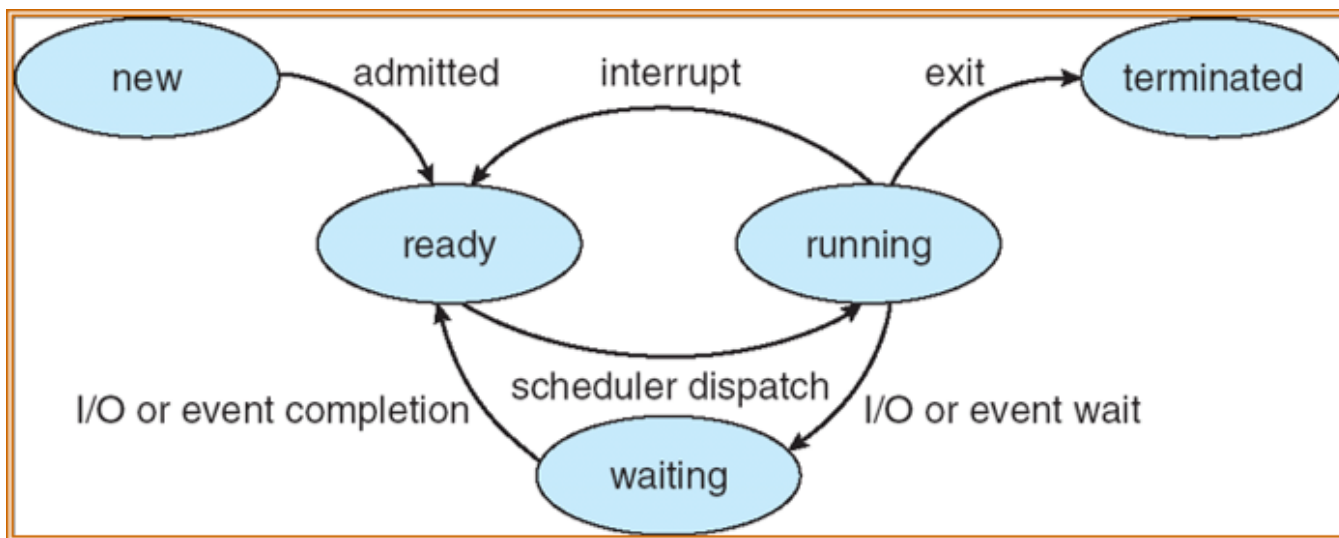 new
admitted
interrupt
exit
terminated
ready
running
scheduler dispatch
I/O or event completion
I/O or event wait
waiting